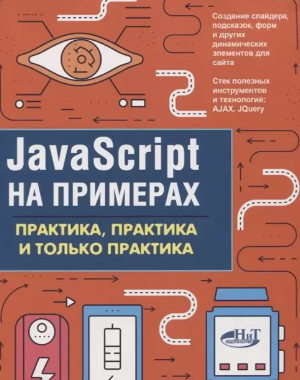 Создание слайдера,
подсказок, форм
и других
динамических
элементов для
сайта
Стек полезных
инструментов
и технологий:
AJAX, JQuery
JavaScript
НА ПРИМЕРАХ
ПРАКТИКА, ПРАКТИКА
И ТОЛЬКО ПРАКТИКА
НиТ